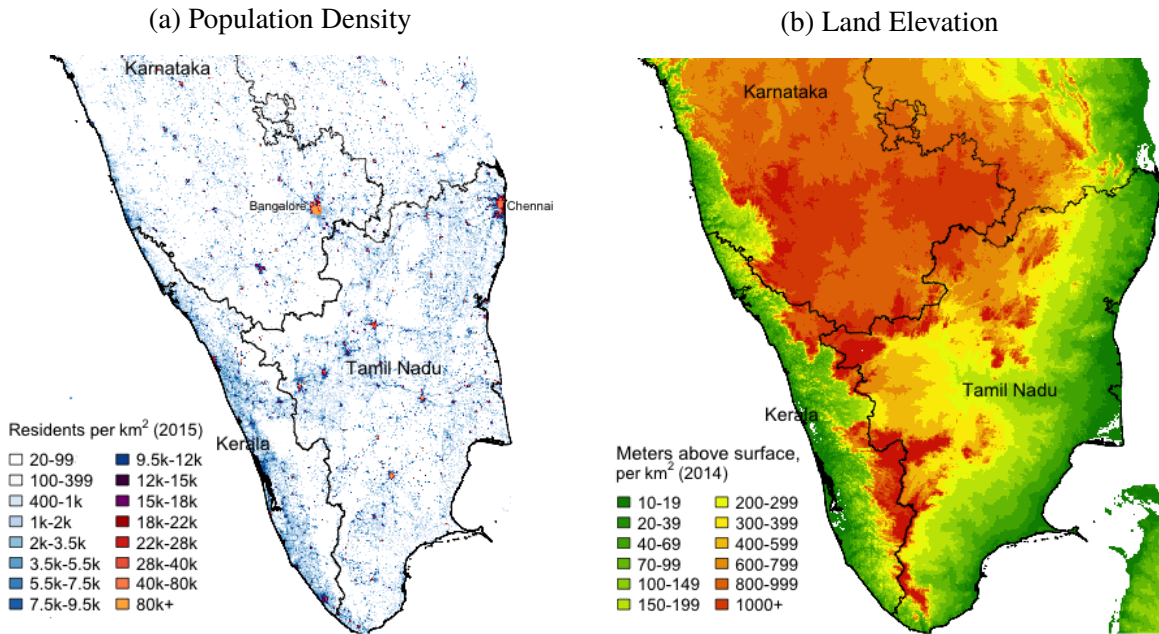 (a) Population Density
Karnataka
Bangalore
Chennai
Tamil Nadu
Kerala
Residents per km² (2015)
20-99
100-399
400-1k
1k-2k
2k-3.5k
3.5k-5.5k
5.5k-7.5k
7.5k-9.5k
9.5k-12k
12k-15k
15k-18k
18k-22k
22k-28k
28k-40k
40k-80k
80k+
(b) Land Elevation
Karnataka
Tamil Nadu
Kerala
Meters above surface,
per km² (2014)
10-19
20-39
40-69
70-99
100-149
150-199
200-299
300-399
400-599
600-799
800-999
1000+